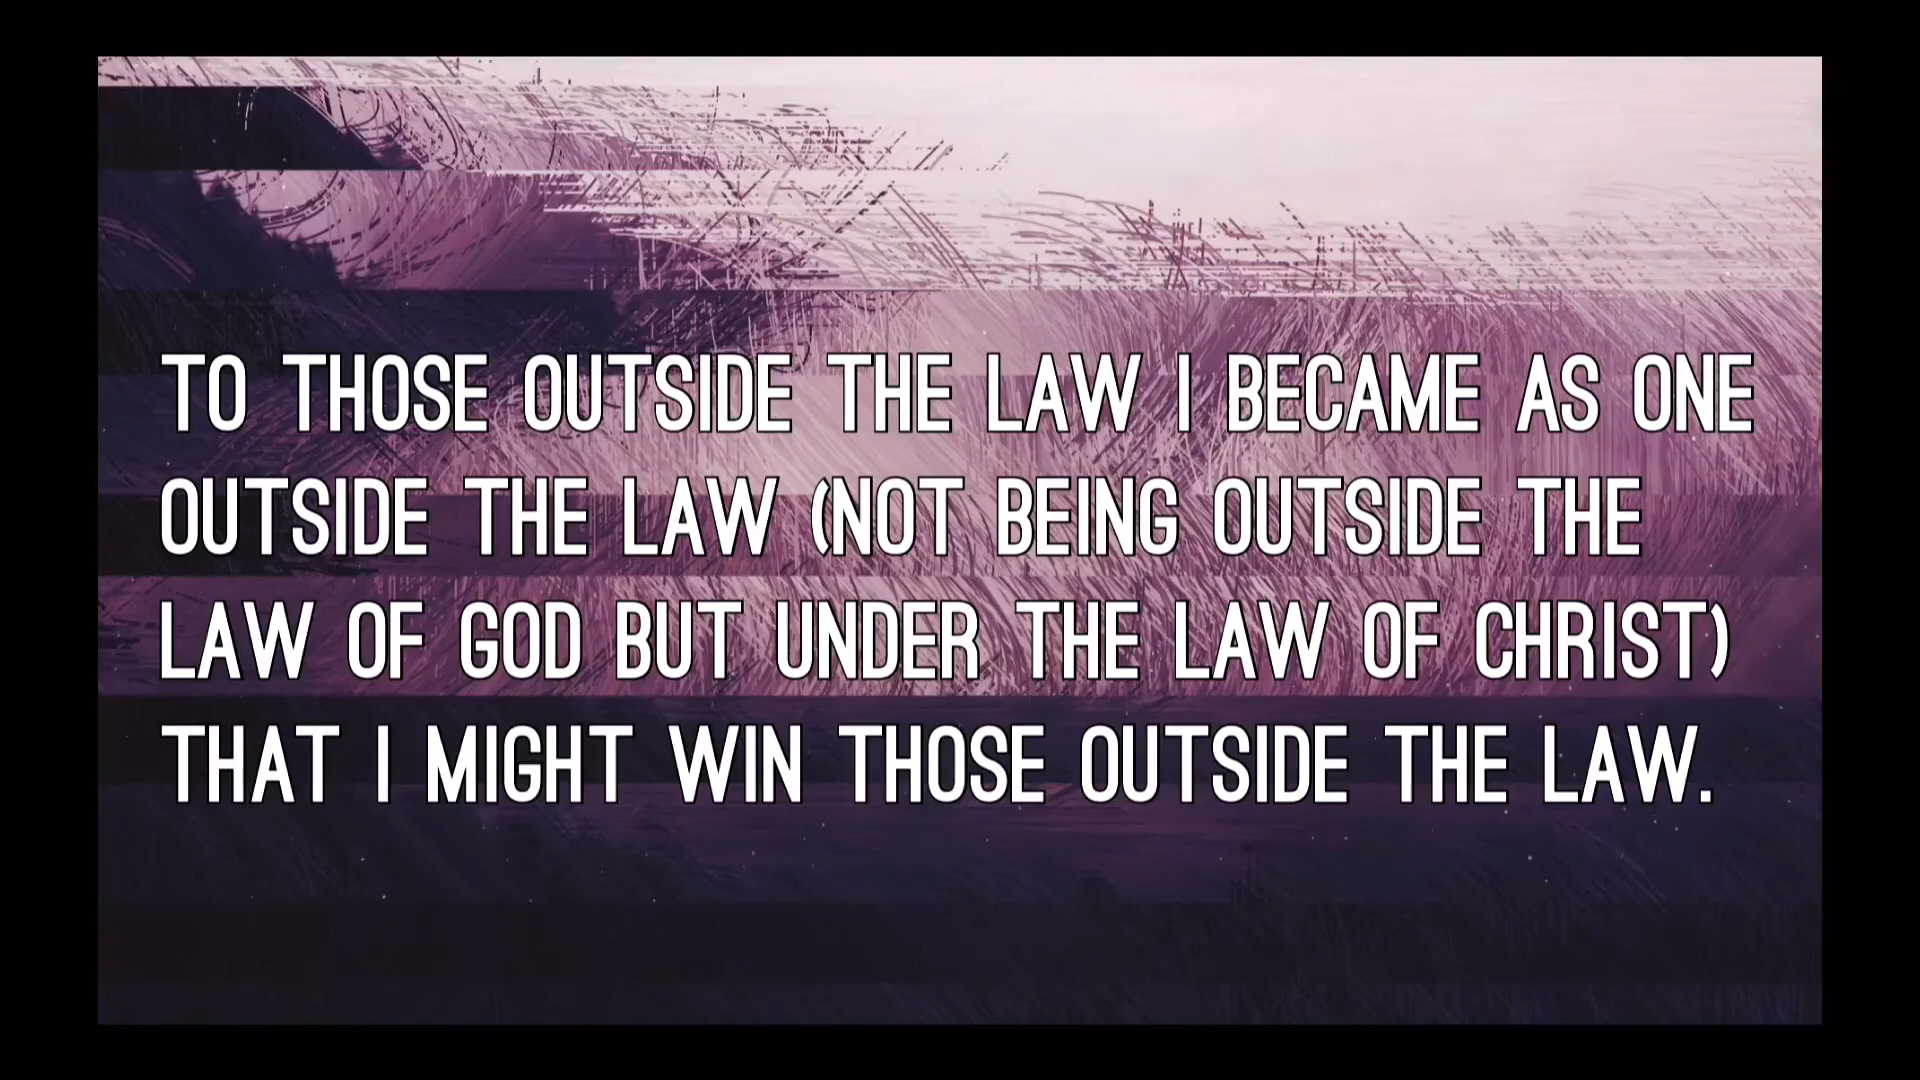 TO THOSE OUTSIDE THE LAW I BECAME AS ONE
OUTSIDE THE LAW (NOT BEING OUTSIDE THE
LAW OF GOD BUT UNDER THE LAW OF CHRIST)
THAT I MIGHT WIN THOSE OUTSIDE THE LAW.